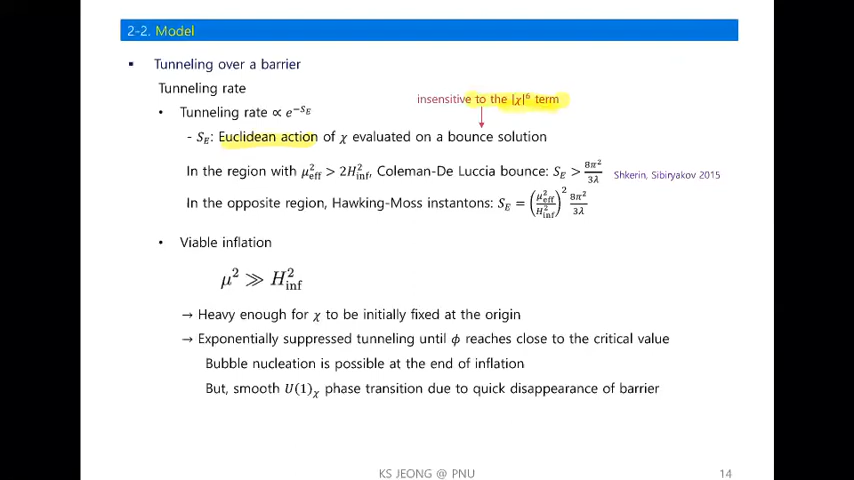 2-2. Model
▪ Tunneling over a barrier
Tunneling rate
insensitive to the |χ|⁶ term
• Tunneling rate ∝ e^{−S_E}
- S_E: Euclidean action of χ evaluated on a bounce solution
In the region with μ²_eff > 2H²_inf, Coleman-De Luccia bounce: S_E > 8π²/3λ Shkerin, Sibiryakov 2015
In the opposite region, Hawking-Moss instantons: S_E = (μ²_eff/H²_inf)² 8π²/3λ
• Viable inflation
μ² ≫ H²_inf
→ Heavy enough for χ to be initially fixed at the origin
→ Exponentially suppressed tunneling until ϕ reaches close to the critical value
Bubble nucleation is possible at the end of inflation
But, smooth U(1)_χ phase transition due to quick disappearance of barrier
KS JEONG @ PNU 14